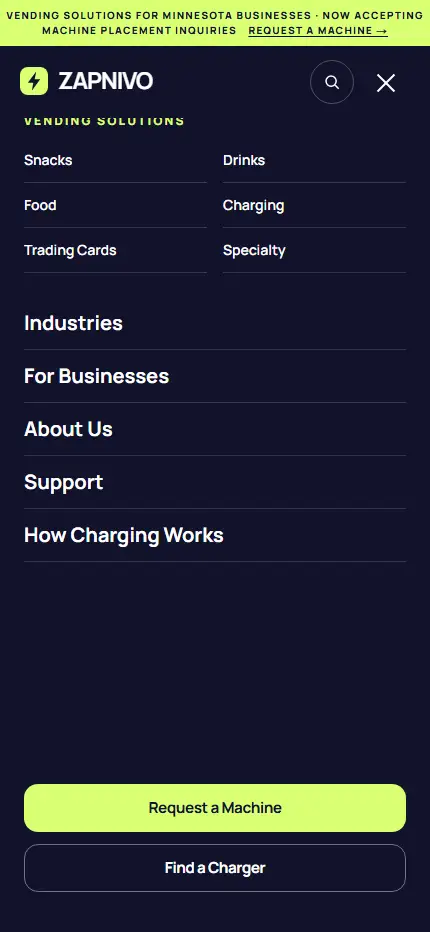 VENDING SOLUTIONS FOR MINNESOTA BUSINESSES · NOW ACCEPTING
MACHINE PLACEMENT INQUIRIES REQUEST A MACHINE →
ZAPNIVO
VENDING SOLUTIONS
Snacks
Drinks
Food
Charging
Trading Cards
Specialty
Industries
For Businesses
About Us
Support
How Charging Works
Request a Machine
Find a Charger